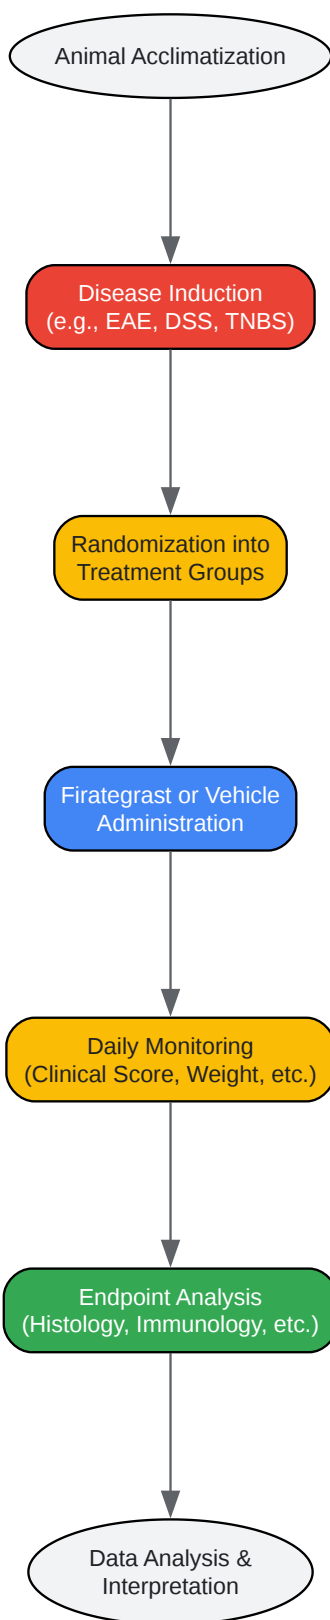 Animal Acclimatization
Disease Induction
(e.g., EAE, DSS, TNBS)
Randomization into
Treatment Groups
Firategrast or Vehicle
Administration
Daily Monitoring
(Clinical Score, Weight, etc.)
Endpoint Analysis
(Histology, Immunology, etc.)
Data Analysis &
Interpretation